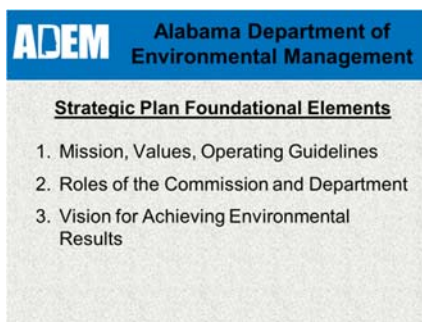 ADEM
Alabama Department of
Environmental Management
Strategic Plan Foundational Elements
1. Mission, Values, Operating Guidelines
2. Roles of the Commission and Department
3. Vision for Achieving Environmental
Results